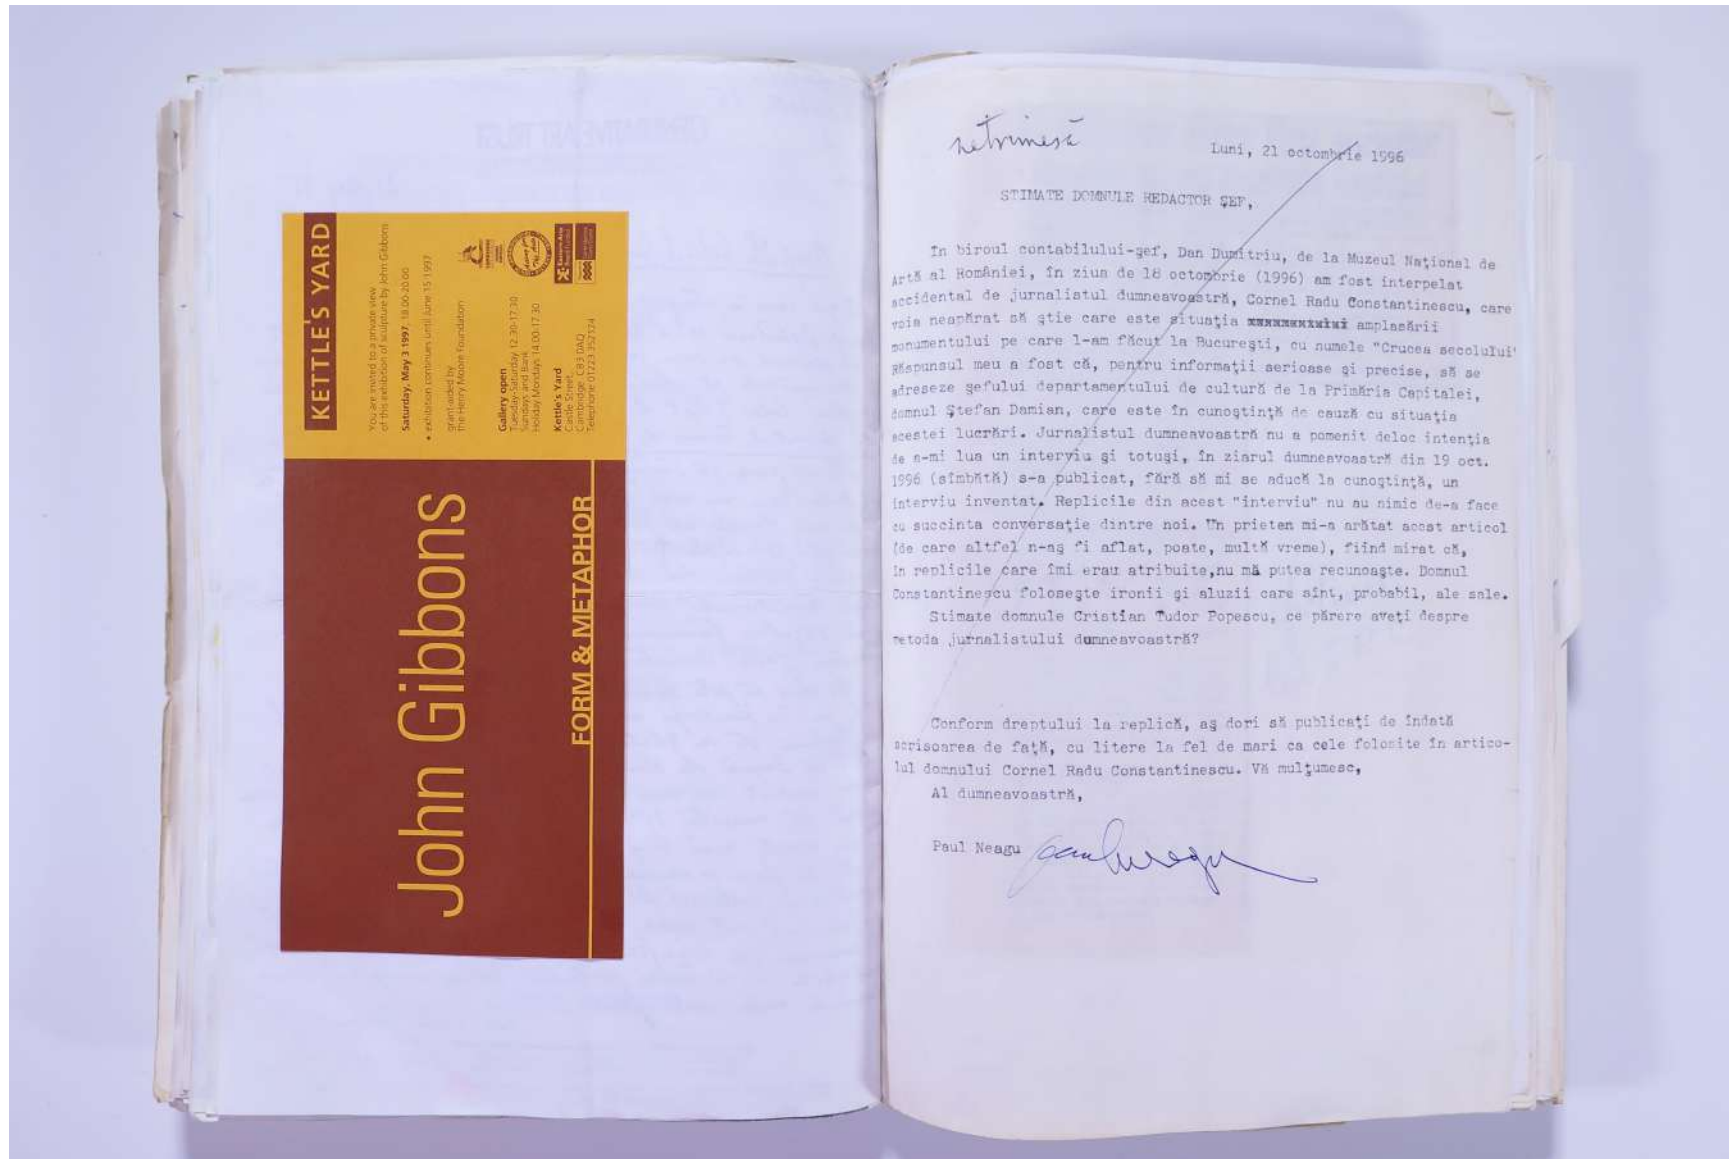 KETTLE'S YARD
You are invited to a private view
of this exhibition of sculpture by John Gibbons
Saturday, May 3 1997, 18.00-20.00
• exhibition continues until June 15 1997
grant-aided by
the Henry Moore Foundation
Gallery open
Tuesday-Saturday 12.30-17.30
Sundays and Bank
Holiday Mondays 14.00-17.30
Kettle's Yard
Castle Street,
Cambridge CB3 0AQ
Telephone 01223 352124
John Gibbons
FORM & METAPHOR
netrimesă
Luni, 21 octombrie 1996
STIMATE DOMNULE REDACTOR ŞEF,
În biroul contabilului-şef, Dan Dumitriu, de la Muzeul Naţional de
Artă al României, în ziua de 18 octombrie (1996) am fost interpelat
accidental de jurnalistul dumneavoastră, Cornel Radu Constantinescu, care
voia neapărat să ştie care este situaţia amplasării
monumentului pe care l-am făcut la Bucureşti, cu numele "Crucea secolului"
Răspunsul meu a fost că, pentru informaţii serioase şi precise, să se
adreseze şefului departamentului de cultură de la Primăria Capitalei,
domnul Ştefan Damian, care este în cunoştinţă de cauză cu situaţia
acestei lucrări. Jurnalistul dumneavoastră nu a pomenit deloc intenţia
de a-mi lua un interviu şi totuşi, în ziarul dumneavoastră din 19 oct.
1996 (sîmbătă) s-a publicat, fără să mi se aducă la cunoştinţă, un
interviu inventat. Replicile din acest "interviu" nu au nimic de-a face
cu succinta conversaţie dintre noi. Un prieten mi-a arătat acest articol
(de care altfel n-aş fi aflat, poate, multă vreme), fiind mirat că,
în replicile care îmi erau atribuite,nu mă putea recunoaşte. Domnul
Constantinescu foloseşte ironii şi aluzii care sînt, probabil, ale sale.
Stimate domnule Cristian Tudor Popescu, ce părere aveţi despre
metoda jurnalistului dumneavoastră?
Conform dreptului la replică, aş dori să publicaţi de îndată
scrisoarea de faţă, cu litere la fel de mari ca cele folosite în artico-
lul domnului Cornel Radu Constantinescu. Vă mulţumesc,
Al dumneavoastră,
Paul Neagu